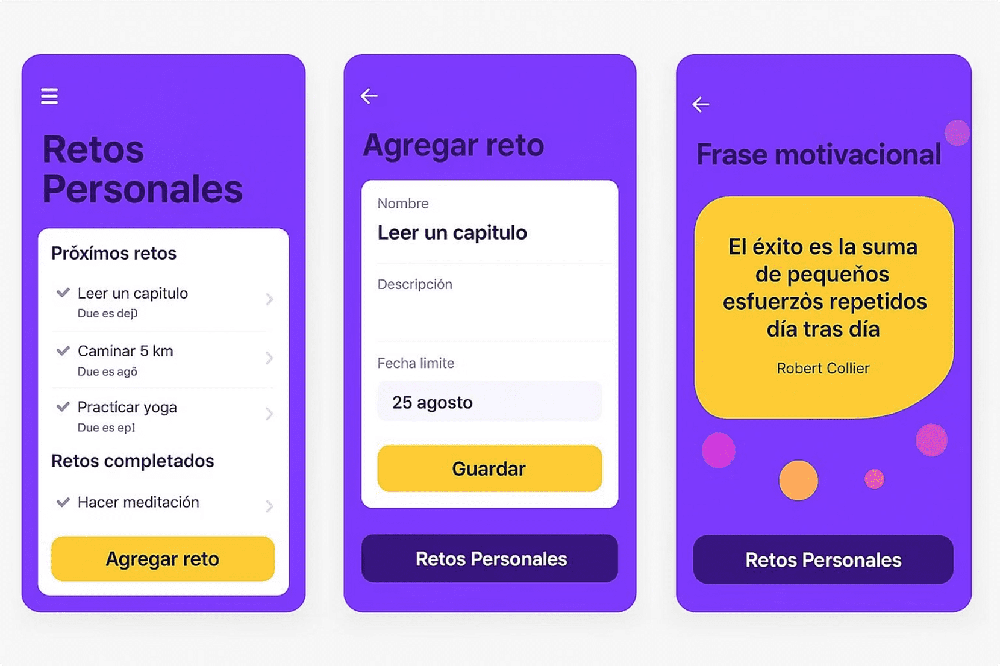 Retos
Personales
Prǒxímos retos
Leer un capitulo
Due es dej)
Caminar 5 km
Due es agö
Practícar yoga
Due es ep]
Retos completados
Hacer meditación
Agregar reto
Agregar reto
Nombre
Leer un capitulo
Descripción
Fecha limite
25 agosto
Guardar
Retos Personales
Frase motivacional
El éxito es la suma
de pequeňos
esfuerzòs repetidos
día tras día
Robert Collier
Retos Personales